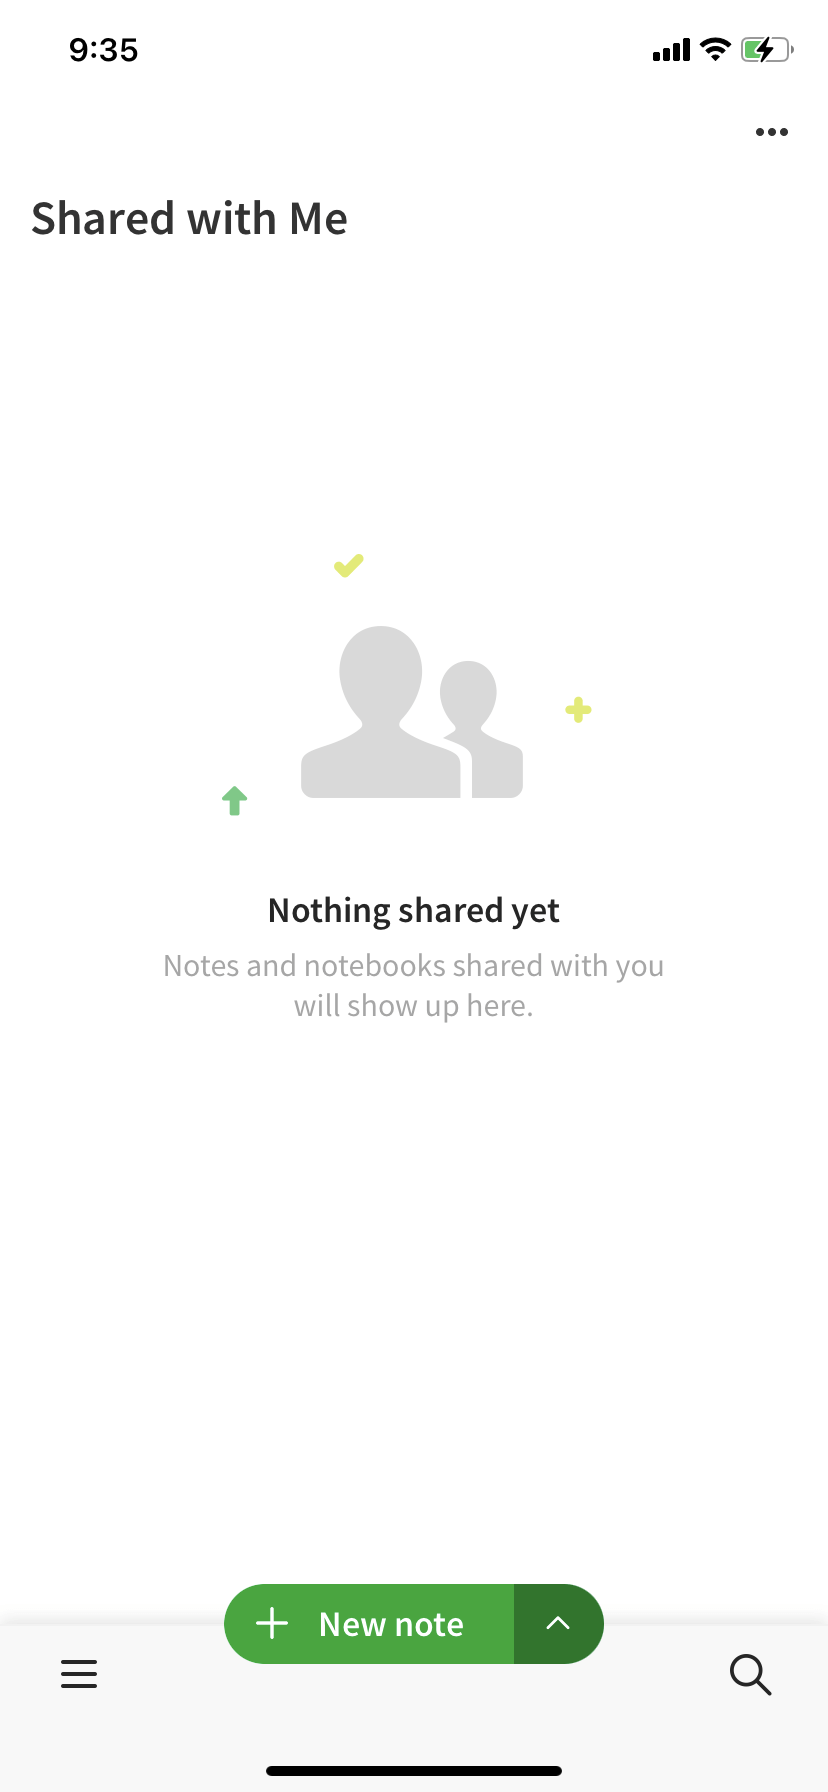 9:35
Shared with Me
Nothing shared yet
Notes and notebooks shared with you
will show up here.
New note